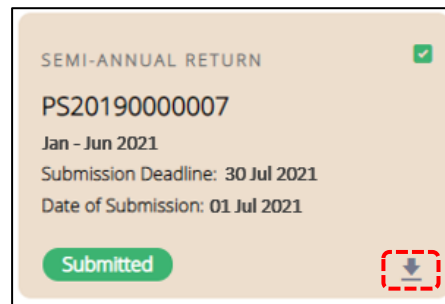 SEMI-ANNUAL RETURN
PS20190000007
Jan - Jun 2021
Submission Deadline: 30 Jul 2021
Date of Submission: 01 Jul 2021
Submitted